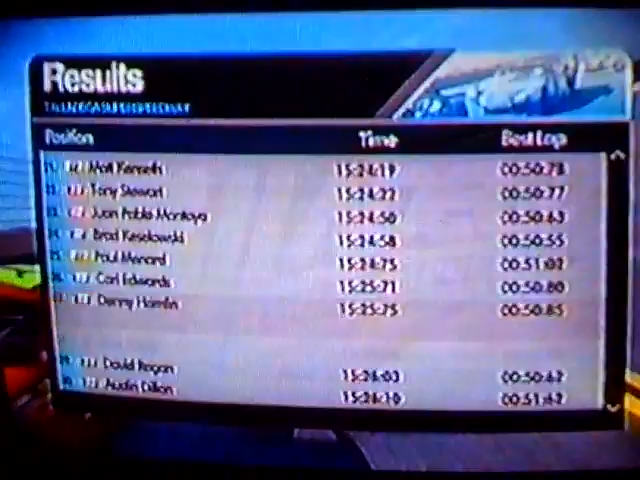 Results
TALLADEGA SUPERSPEEDWAY
Position Time Best Lap
Matt Kenseth 15:24:19 00:50:78
Tony Stewart 15:24:22 00:50:77
Juan Pablo Montoya 15:24:50 00:50:63
Brad Keselowski 15:24:58 00:50:55
Paul Menard 15:24:75 00:51:02
Carl Edwards 15:25:71 00:50:80
Denny Hamlin 15:25:75 00:50:85
David Ragan 15:26:03 00:50:62
Austin Dillon 15:26:10 00:51:62